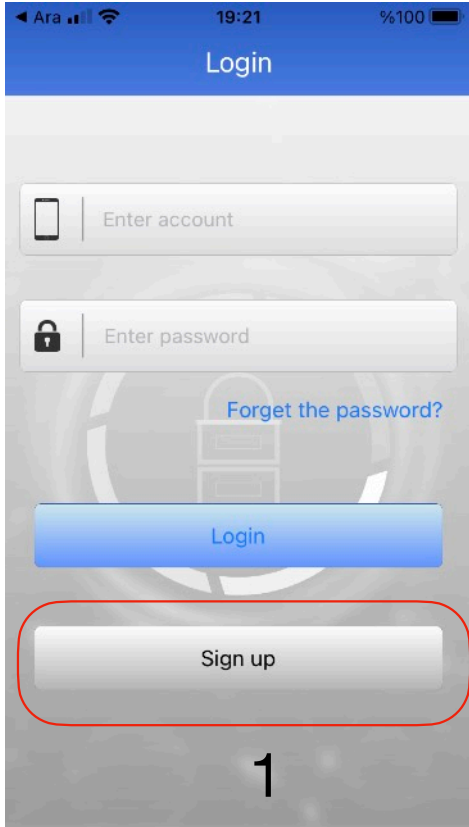 ◀ Ara 19:21 %100
Login
Enter account
Enter password
Forget the password?
Login
Sign up
1